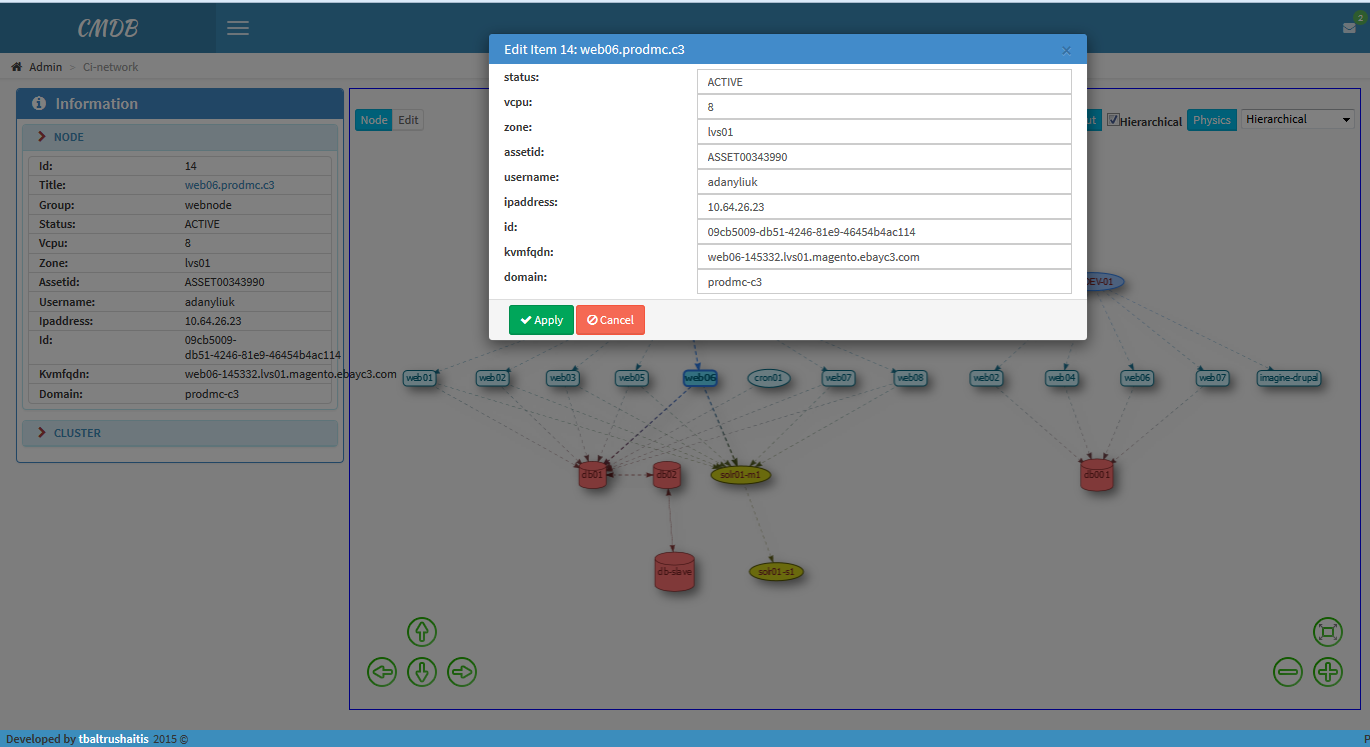 CMDB
2
Admin > Ci-network
Edit Item 14: web06.prodmc.c3 ×
status: ACTIVE
vcpu: 8
zone: lvs01
assetid: ASSET00343990
username: adanyliuk
ipaddress: 10.64.26.23
id: 09cb5009-db51-4246-81e9-46454b4ac114
kvmfqdn: web06-145332.lvs01.magento.ebayc3.com
domain: prodmc-c3
Apply Cancel
Information
NODE
Id: 14
Title: web06.prodmc.c3
Group: webnode
Status: ACTIVE
Vcpu: 8
Zone: lvs01
Assetid: ASSET00343990
Username: adanyliuk
Ipaddress: 10.64.26.23
Id: 09cb5009-
db51-4246-81e9-46454b4ac114
Kvmfqdn: web06-145332.lvs01.magento.ebayc3.com
Domain: prodmc-c3
CLUSTER
Node Edit
ut Hierarchical Physics Hierarchical
EV-01
web01 web02 web03 web05 web06 cron01 web07 web08 web02 web04 web06 web07 imagine-drupal
db01 db02 solr01-m1 db001
db-slave solr01-s1
Developed by tbaltrushaitis 2015 ©